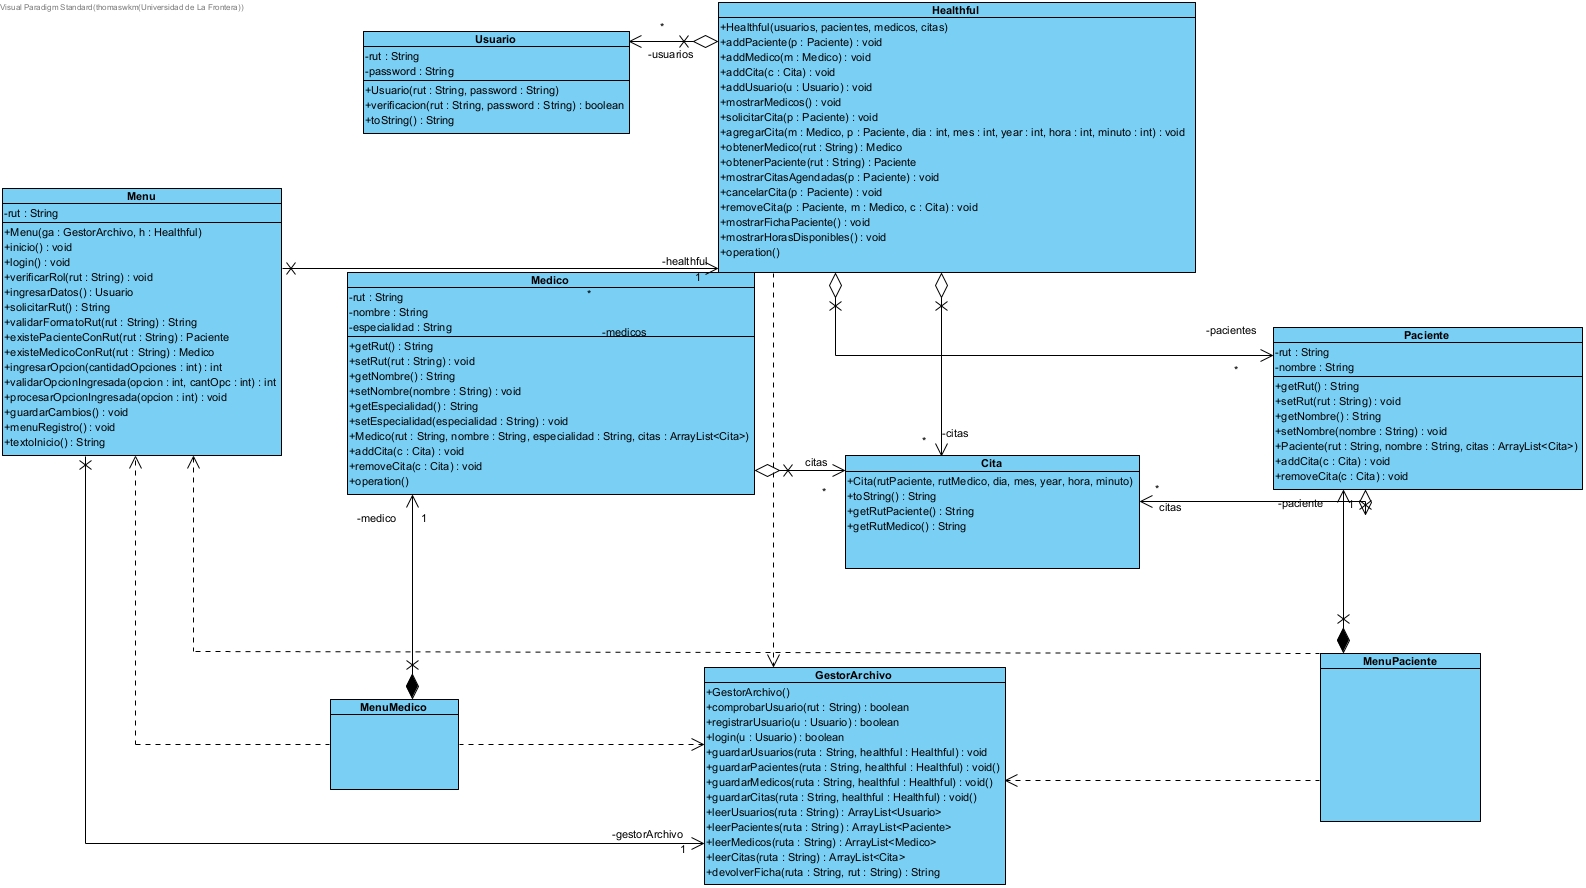 Visual Paradigm Standard(thomaswkm(Universidad de La Frontera))
Healthful
+Healthful(usuarios, pacientes, medicos, citas)
+addPaciente(p : Paciente) : void
+addMedico(m : Medico) : void
+addCita(c : Cita) : void
+addUsuario(u : Usuario) : void
+mostrarMedicos() : void
+solicitarCita(p : Paciente) : void
+agregarCita(m : Medico, p : Paciente, dia : int, mes : int, year : int, hora : int, minuto : int) : void
+obtenerMedico(rut : String) : Medico
+obtenerPaciente(rut : String) : Paciente
+mostrarCitasAgendadas(p : Paciente) : void
+cancelarCita(p : Paciente) : void
+removeCita(p : Paciente, m : Medico, c : Cita) : void
+mostrarFichaPaciente() : void
+mostrarHorasDisponibles() : void
+operation()
*
-usuarios
Usuario
-rut : String
-password : String
+Usuario(rut : String, password : String)
+verificacion(rut : String, password : String) : boolean
+toString() : String
Menu
-rut : String
+Menu(ga : GestorArchivo, h : Healthful)
+inicio() : void
+login() : void
+verificarRol(rut : String) : void
+ingresarDatos() : Usuario
+solicitarRut() : String
+validarFormatoRut(rut : String) : String
+existePacienteConRut(rut : String) : Paciente
+existeMedicoConRut(rut : String) : Medico
+ingresarOpcion(cantidadOpciones : int) : int
+validarOpcionIngresada(opcion : int, cantOpc : int) : int
+procesarOpcionIngresada(opcion : int) : void
+guardarCambios() : void
+menuRegistro() : void
+textoInicio() : String
-healthful
1
Medico
-rut : String
-nombre : String
-especialidad : String
*
-medicos
+getRut() : String
+setRut(rut : String) : void
+getNombre() : String
+setNombre(nombre : String) : void
+getEspecialidad() : String
+setEspecialidad(especialidad : String) : void
+Medico(rut : String, nombre : String, especialidad : String, citas : ArrayList<Cita>)
+addCita(c : Cita) : void
+removeCita(c : Cita) : void
+operation()
-pacientes
*
Paciente
-rut : String
-nombre : String
+getRut() : String
+setRut(rut : String) : void
+getNombre() : String
+setNombre(nombre : String) : void
+Paciente(rut : String, nombre : String, citas : ArrayList<Cita>)
+addCita(c : Cita) : void
+removeCita(c : Cita) : void
-citas
*
citas
*
Cita
+Cita(rutPaciente, rutMedico, dia, mes, year, hora, minuto)
+toString() : String
+getRutPaciente() : String
+getRutMedico() : String
*
citas
-paciente
1
-medico
1
MenuMedico
MenuPaciente
GestorArchivo
+GestorArchivo()
+comprobarUsuario(rut : String) : boolean
+registrarUsuario(u : Usuario) : boolean
+login(u : Usuario) : boolean
+guardarUsuarios(ruta : String, healthful : Healthful) : void
+guardarPacientes(ruta : String, healthful : Healthful) : void()
+guardarMedicos(ruta : String, healthful : Healthful) : void()
+guardarCitas(ruta : String, healthful : Healthful) : void()
+leerUsuarios(ruta : String) : ArrayList<Usuario>
+leerPacientes(ruta : String) : ArrayList<Paciente>
+leerMedicos(ruta : String) : ArrayList<Medico>
+leerCitas(ruta : String) : ArrayList<Cita>
+devolverFicha(ruta : String, rut : String) : String
-gestorArchivo
1